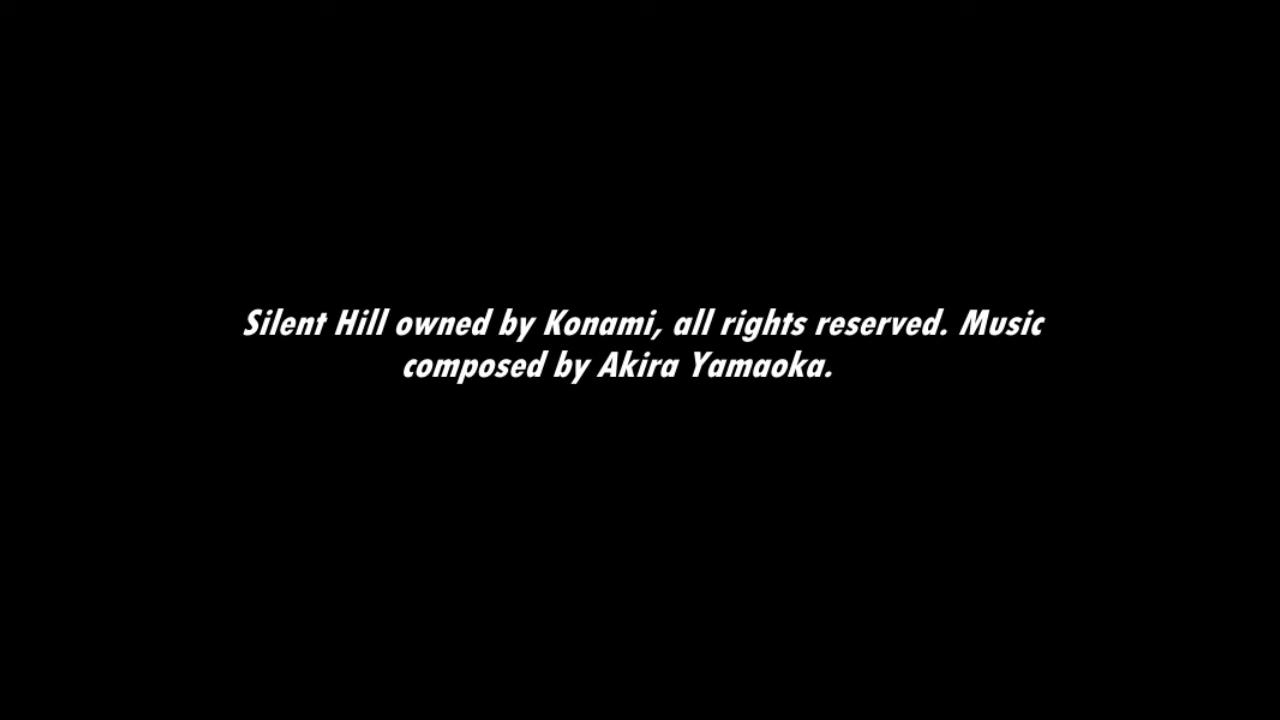 Silent Hill owned by Konami, all rights reserved. Music
composed by Akira Yamaoka.